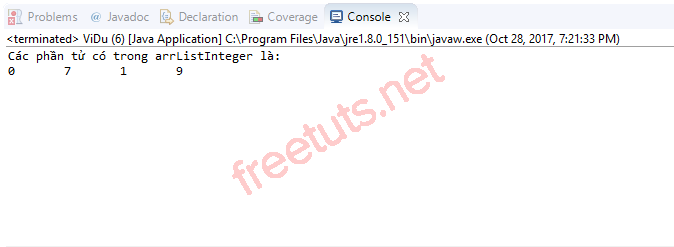 Problems @ Javadoc Declaration Coverage Console
<terminated> ViDu (6) [Java Application] C:\Program Files\Java\jre1.8.0_151\bin\javaw.exe (Oct 28, 2017, 7:21:33 PM)
Các phần tử có trong arrListInteger là:
0 7 1 9
freetuts.net